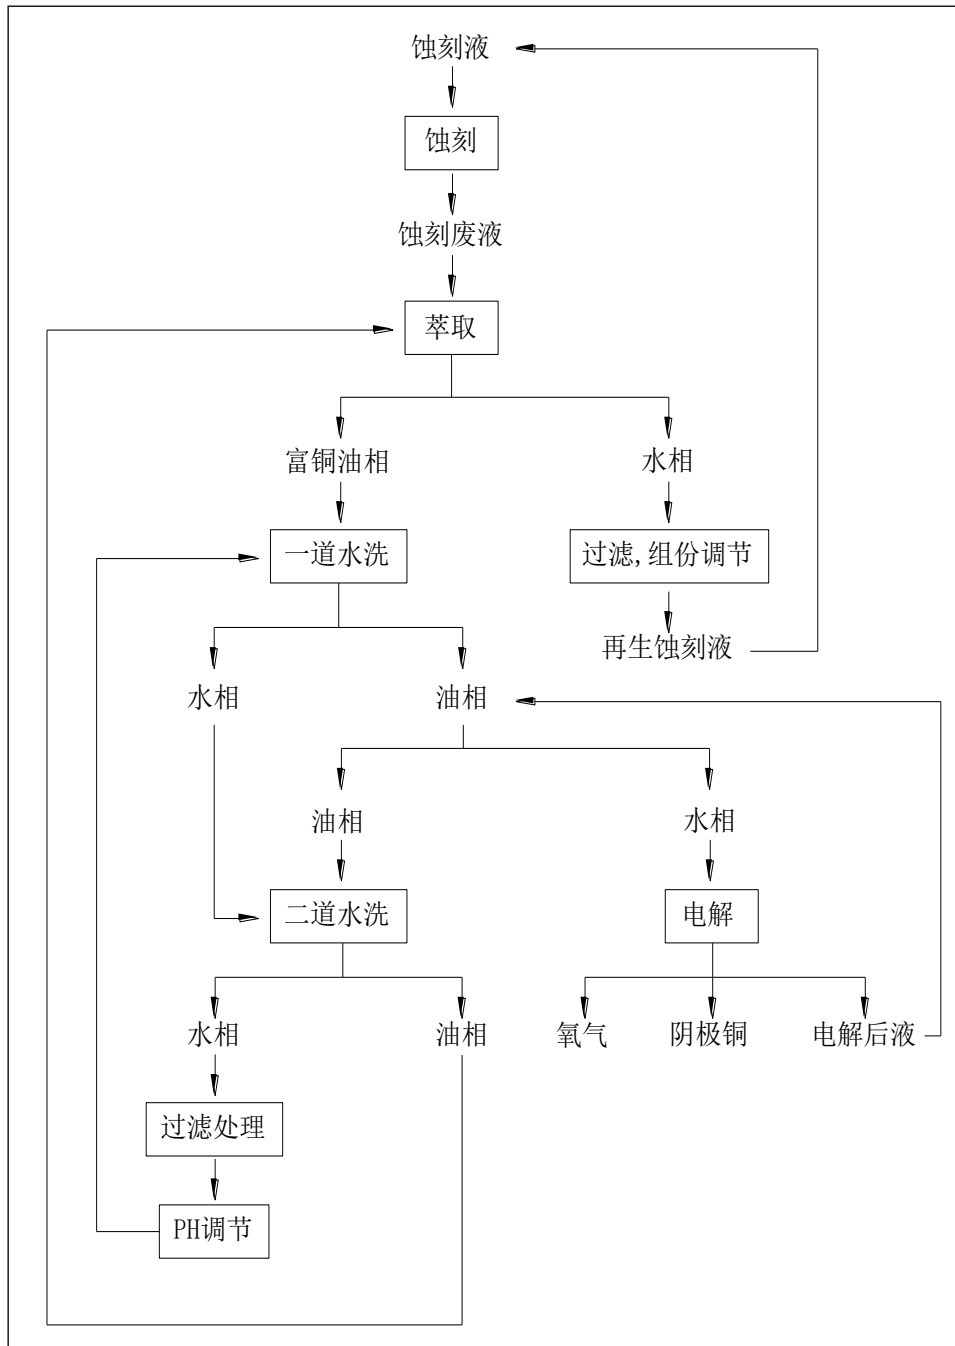 蚀刻液
蚀刻
蚀刻废液
萃取
富铜油相
水相
一道水洗
过滤,组份调节
再生蚀刻液
水相
油相
油相
水相
二道水洗
电解
水相
油相
氧气
阴极铜
电解后液
过滤处理
PH调节